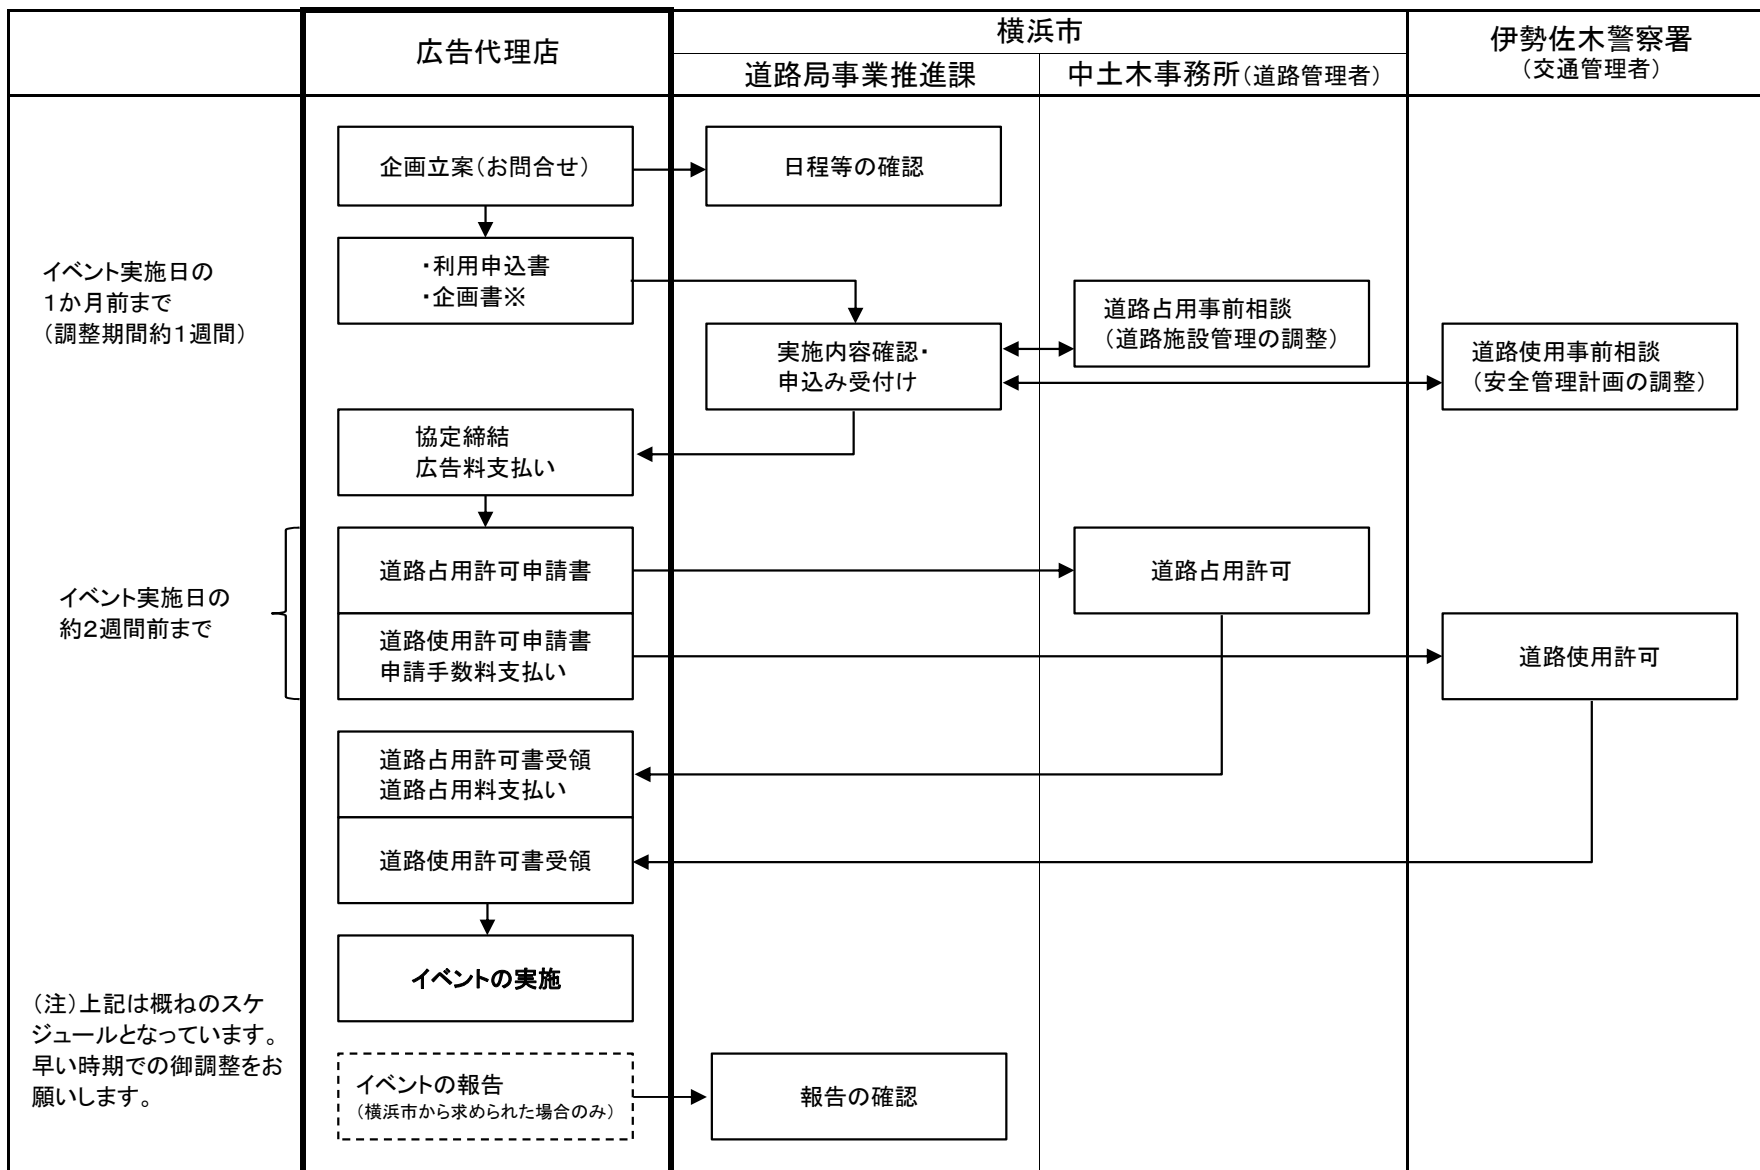 広告代理店
横浜市
道路局事業推進課
中土木事務所(道路管理者)
伊勢佐木警察署
(交通管理者)
企画立案(お問合せ)
日程等の確認
イベント実施日の
1か月前まで
(調整期間約1週間)
・利用申込書
・企画書※
実施内容確認・
申込み受付け
道路占用事前相談
(道路施設管理の調整)
道路使用事前相談
(安全管理計画の調整)
協定締結
広告料支払い
イベント実施日の
約2週間前まで
道路占用許可申請書
道路占用許可
道路使用許可申請書
申請手数料支払い
道路使用許可
道路占用許可書受領
道路占用料支払い
道路使用許可書受領
イベントの実施
(注)上記は概ねのスケ
ジュールとなっています。
早い時期での御調整をお
願いします。
イベントの報告
(横浜市から求められた場合のみ)
報告の確認